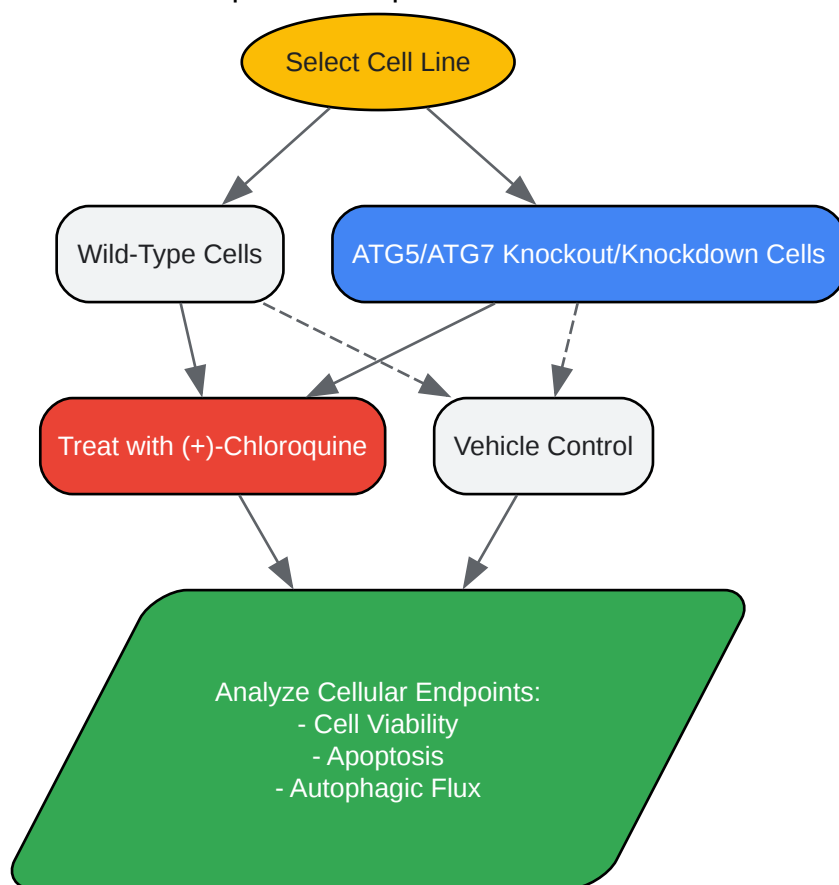 Select Cell Line
Wild-Type Cells
ATG5/ATG7 Knockout/Knockdown Cells
Treat with (+)-Chloroquine
Vehicle Control
Analyze Cellular Endpoints:
- Cell Viability
- Apoptosis
- Autophagic Flux